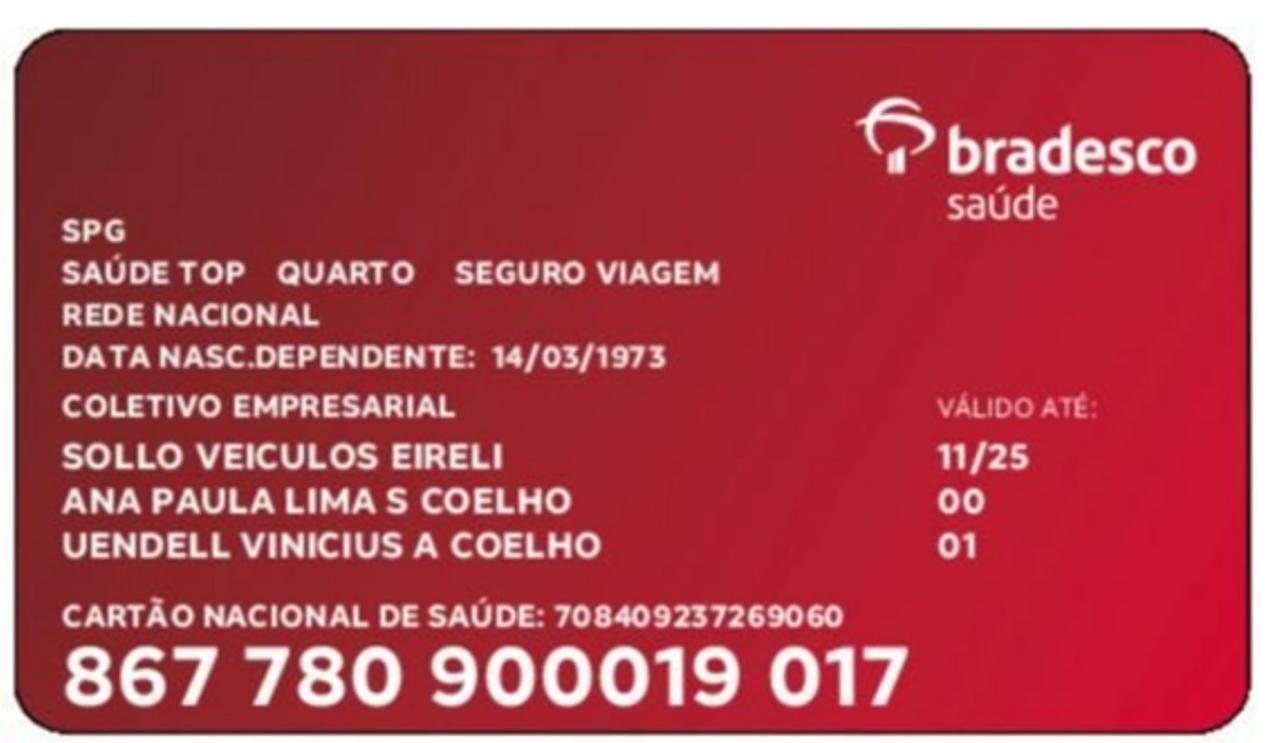 bradesco
saúde
SPG
SAÚDE TOP QUARTO SEGURO VIAGEM
REDE NACIONAL
DATA NASC.DEPENDENTE: 14/03/1973
COLETIVO EMPRESARIAL VÁLIDO ATÉ:
SOLLO VEICULOS EIRELI 11/25
ANA PAULA LIMA S COELHO 00
UENDELL VINICIUS A COELHO 01
CARTÃO NACIONAL DE SAÚDE: 708409237269060
867 780 900019 017